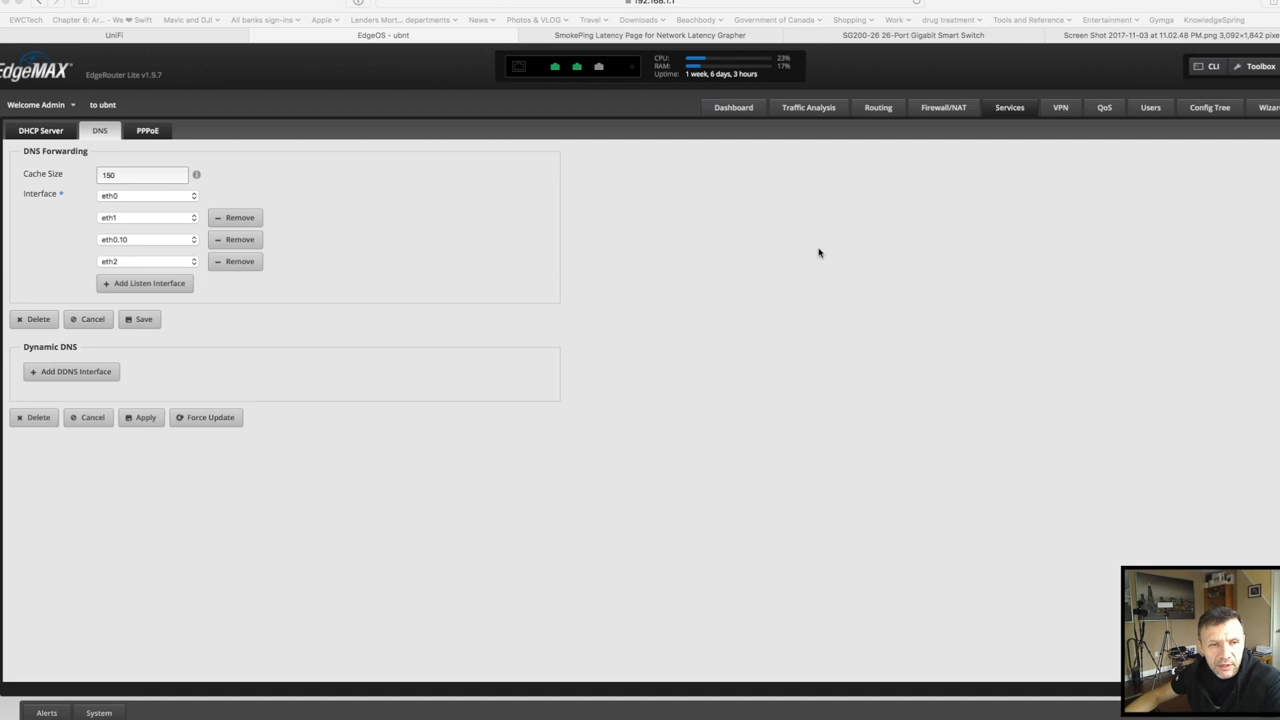 192.168.1.1
EWCTech Chapter 6: Ar... - We ❤ Swift Mavic and DJI All banks sign-ins Apple Lenders Mort... departments News Photos & VLOG Travel Downloads Beachbody Government of Canada Shopping Work drug treatment Tools and Reference Entertainment Gymga KnowledgeSpring
UniFi EdgeOS - ubnt SmokePing Latency Page for Network Latency Grapher SG200-26 26-Port Gigabit Smart Switch Screen Shot 2017-11-03 at 11.02.48 PM.png 3,092×1,842 pixe
EdgeMAX EdgeRouter Lite v1.9.7 CPU: 23%
RAM: 17%
Uptime: 1 week, 6 days, 3 hours
CLI Toolbox
Welcome Admin to ubnt Dashboard Traffic Analysis Routing Firewall/NAT Services VPN QoS Users Config Tree Wizar
DHCP Server DNS PPPoE
DNS Forwarding
Cache Size 150
Interface * eth0
eth1 − Remove
eth0.10 − Remove
eth2 − Remove
+ Add Listen Interface
Delete Cancel Save
Dynamic DNS
+ Add DDNS Interface
Delete Cancel Apply Force Update
Alerts System